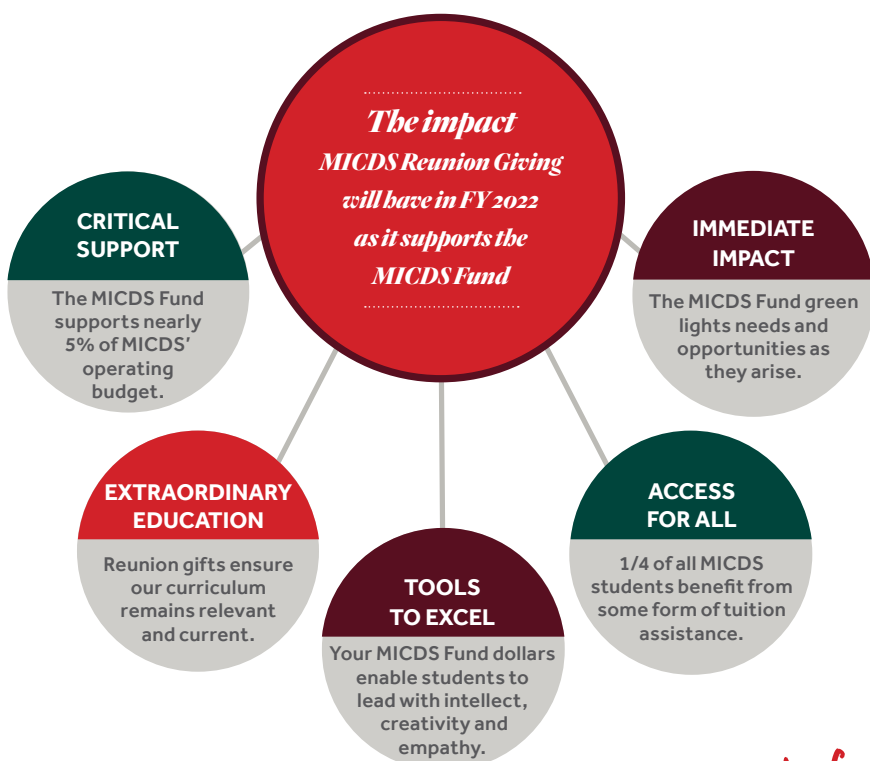 The impact
MICDS Reunion Giving
will have in FY 2022
as it supports the
MICDS Fund
CRITICAL
SUPPORT
The MICDS Fund
supports nearly
5% of MICDS'
operating
budget.
IMMEDIATE
IMPACT
The MICDS Fund green
lights needs and
opportunities as
they arise.
EXTRAORDINARY
EDUCATION
Reunion gifts ensure
our curriculum
remains relevant
and current.
ACCESS
FOR ALL
1/4 of all MICDS
students benefit from
some form of tuition
assistance.
TOOLS
TO EXCEL
Your MICDS Fund dollars
enable students to
lead with intellect,
creativity and
empathy.